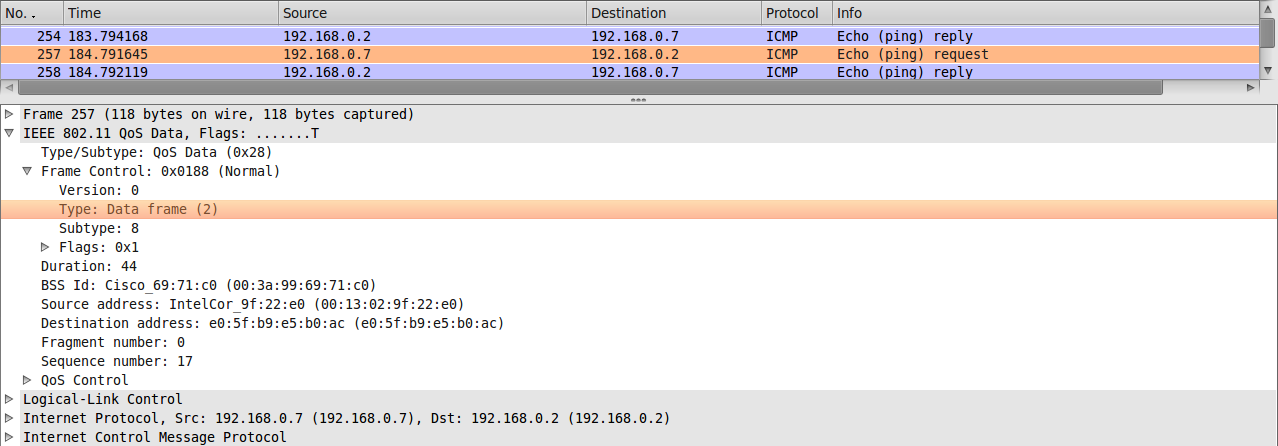 No. Time Source Destination Protocol Info
254 183.794168 192.168.0.2 192.168.0.7 ICMP Echo (ping) reply
257 184.791645 192.168.0.7 192.168.0.2 ICMP Echo (ping) request
258 184.792119 192.168.0.2 192.168.0.7 ICMP Echo (ping) reply
Frame 257 (118 bytes on wire, 118 bytes captured)
IEEE 802.11 QoS Data, Flags: .......T
Type/Subtype: QoS Data (0x28)
Frame Control: 0x0188 (Normal)
Version: 0
Type: Data frame (2)
Subtype: 8
Flags: 0x1
Duration: 44
BSS Id: Cisco_69:71:c0 (00:3a:99:69:71:c0)
Source address: IntelCor_9f:22:e0 (00:13:02:9f:22:e0)
Destination address: e0:5f:b9:e5:b0:ac (e0:5f:b9:e5:b0:ac)
Fragment number: 0
Sequence number: 17
QoS Control
Logical-Link Control
Internet Protocol, Src: 192.168.0.7 (192.168.0.7), Dst: 192.168.0.2 (192.168.0.2)
Internet Control Message Protocol